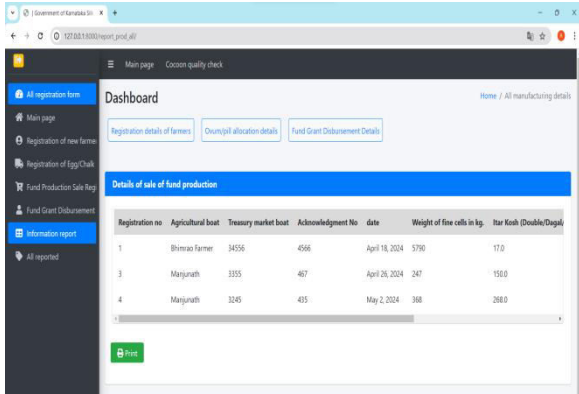 (Government of Karnataka Sili
127.0.0.1:8000/report_prod_all/
Main page Cocoon quality check
All registration form
Main page
Registration of new farmer
Registration of Egg/Chalk
Fund Production Sale Regi
Fund Grant Disbursement
Information report
All reported
Dashboard
Home / All manufacturing details
Registration details of farmers
Ovum/pill allocation details
Fund Grant Disbursement Details
Details of sale of fund production
Registration no Agricultural boat Treasury market boat Acknowledgment No date Weight of fine cells in kg. Itar Kosh (Double/Dagal/
1 Bhimrao Farmer 34556 4566 April 18, 2024 5790 17.0
3 Manjunath 3355 467 April 26, 2024 247 150.0
4 Manjunath 3245 435 May 2, 2024 368 268.0
Print